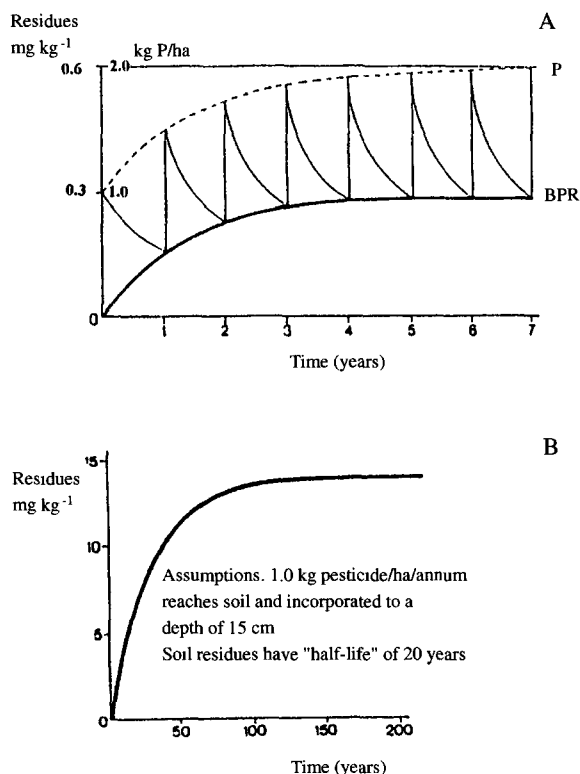 Residues
mg kg-1
A
0.6
2.0
kg P/ha
P
0.3
1.0
BPR
0
1 2 3 4 5 6 7
Time (years)
B
Residues
mg kg-1
15
10
5
0
Assumptions. 1.0 kg pesticide/ha/annum
reaches soil and incorporated to a
depth of 15 cm
Soil residues have "half-life" of 20 years
50 100 150 200
Time (years)